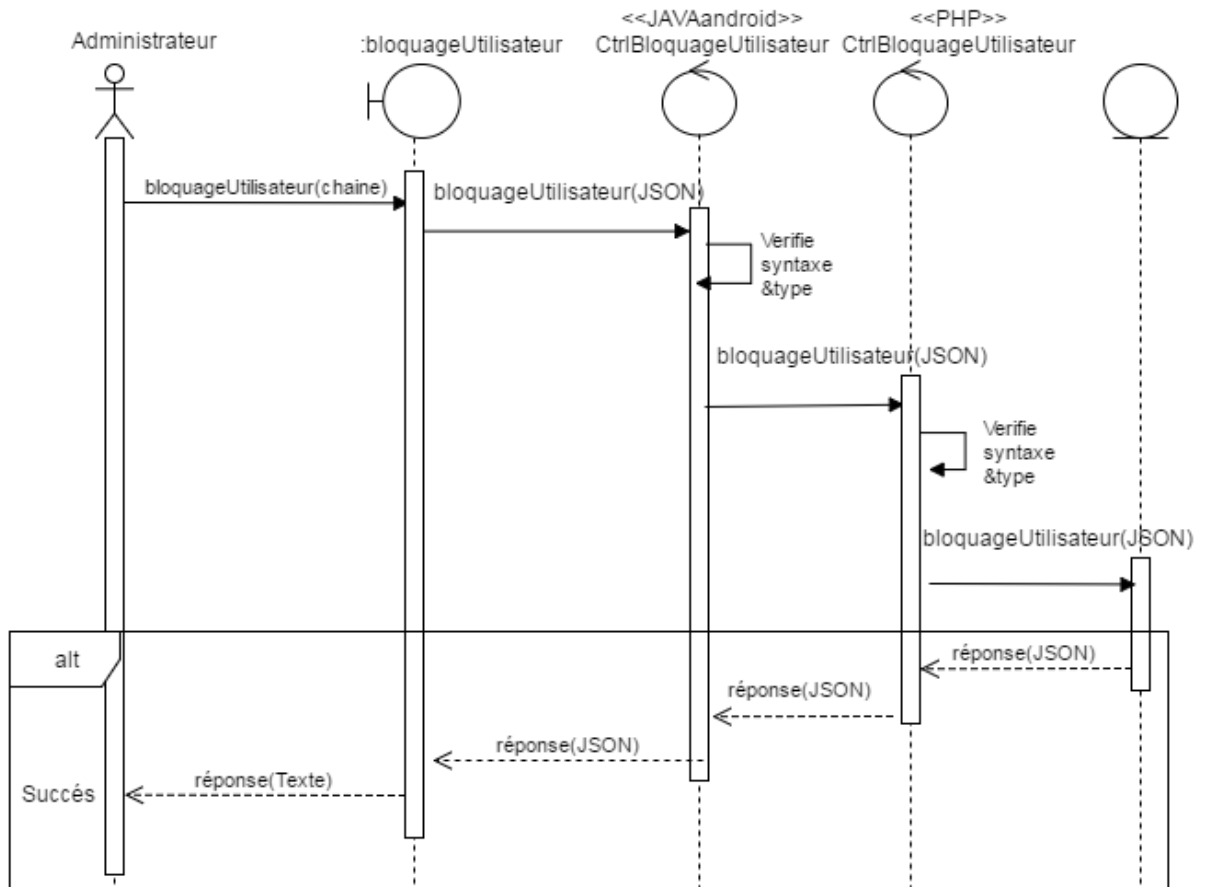 <<JAVAandroid>>
<<PHP>>
Administrateur
:bloquageUtilisateur
CtrlBloquageUtilisateur
CtrlBloquageUtilisateur
bloquageUtilisateur(chaine)
bloquageUtilisateur(JSON)
Verifie
syntaxe
&type
bloquageUtilisateur(JSON)
Verifie
syntaxe
&type
bloquageUtilisateur(JSON)
alt
réponse(JSON)
réponse(JSON)
réponse(JSON)
réponse(Texte)
Succés